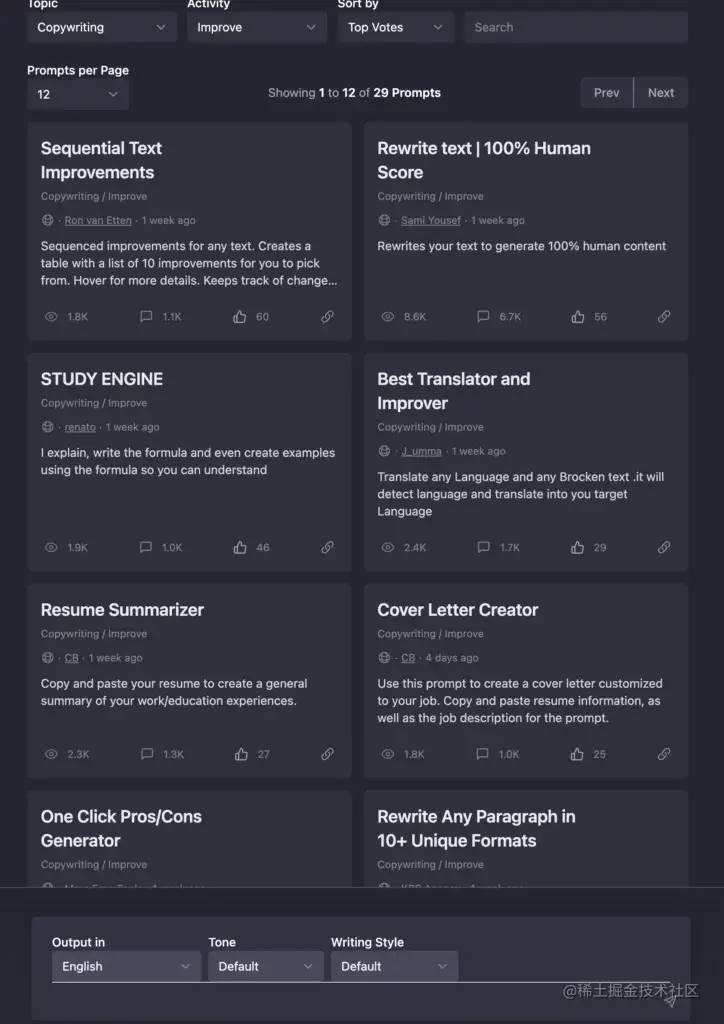 Topic
Activity
Sort by
Copywriting
Improve
Top Votes
Search
Prompts per Page
12
Showing 1 to 12 of 29 Prompts
Prev
Next
Sequential Text
Improvements
Copywriting / Improve
· Ron van Etten · 1 week ago
Sequenced improvements for any text. Creates a
table with a list of 10 improvements for you to pick
from. Hover for more details. Keeps track of change...
1.8K
1.1K
60
Rewrite text | 100% Human
Score
Copywriting / Improve
· Sami Yousef · 1 week ago
Rewrites your text to generate 100% human content
8.6K
6.7K
56
STUDY ENGINE
Copywriting / Improve
· renato · 1 week ago
I explain, write the formula and even create examples
using the formula so you can understand
1.9K
1.0K
46
Best Translator and
Improver
Copywriting / Improve
· J_umma · 1 week ago
Translate any Language and any Brocken text .it will
detect language and translate into you target
Language
2.4K
1.7K
29
Resume Summarizer
Copywriting / Improve
· CB · 1 week ago
Copy and paste your resume to create a general
summary of your work/education experiences.
2.3K
1.3K
27
Cover Letter Creator
Copywriting / Improve
· CB · 4 days ago
Use this prompt to create a cover letter customized
to your job. Copy and paste resume information, as
well as the job description for the prompt.
1.8K
1.0K
25
One Click Pros/Cons
Generator
Copywriting / Improve
Rewrite Any Paragraph in
10+ Unique Formats
Copywriting / Improve
Output in
Tone
Writing Style
English
Default
Default
@稀土掘金技术社区